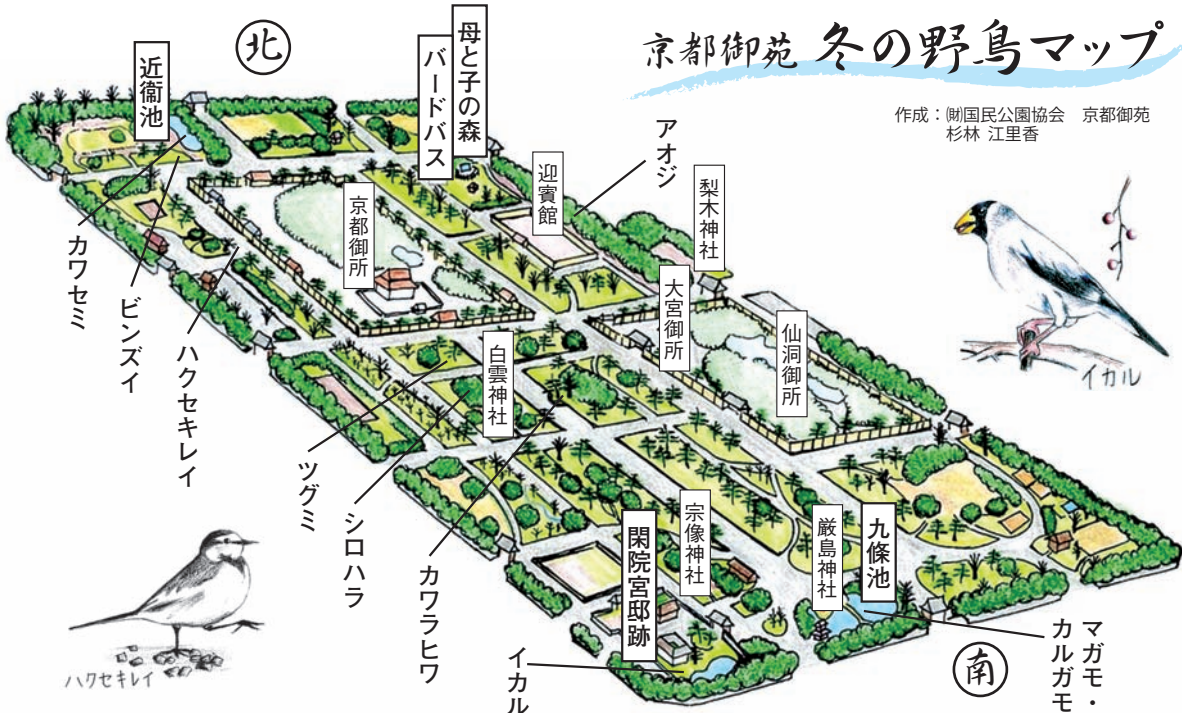 京都御苑 冬の野鳥マップ
作成：㈶国民公園協会　京都御苑
杉林 江里香
北
近衞池
母と子の森
バードバス
アオジ
迎賓館
梨木神社
京都御所
大宮御所
仙洞御所
イカル
カワセミ
ビンズイ
ハクセキレイ
白雲神社
ツグミ
シロハラ
カワラヒワ
宗像神社
閑院宮邸跡
厳島神社
九條池
イカル
マガモ・
カルガモ
南
ハクセキレイ